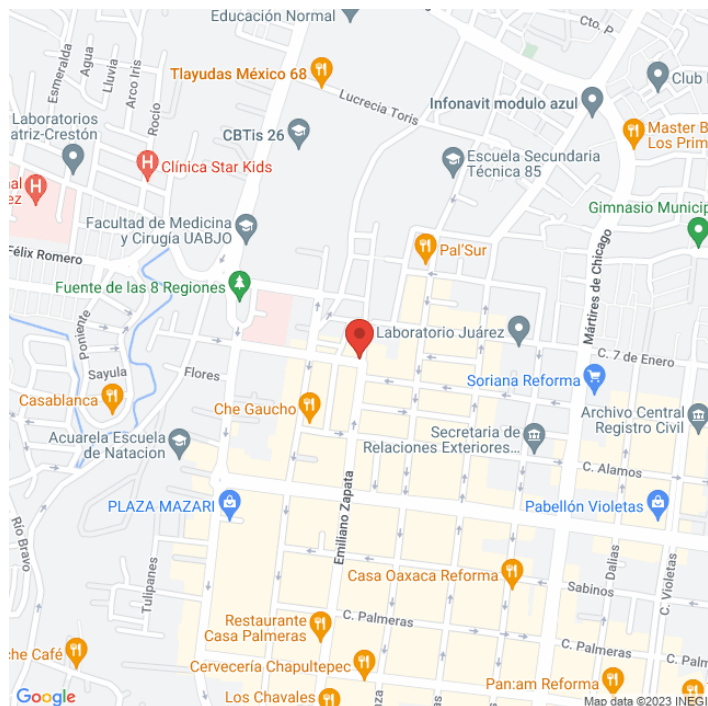 Educación Normal
Cto. P
Esmeralda
Agua
Lluvia
Arco Iris
Rocío
Tlayudas México 68
Lucrecia Toris
Infonavit modulo azul
Club
Laboratorios
atriz-Crestón
CBTis 26
Master B
Los Prim
Escuela Secundaria
Técnica 85
Clínica Star Kids
nal
ez
Gimnasio Municip
Facultad de Medicina
y Cirugía UABJO
Pal'Sur
Félix Romero
Fuente de las 8 Regiones
Mártires de Chicago
Poniente
Laboratorio Juárez
C. 7 de Enero
Sayula
Flores
Soriana Reforma
Casablanca
Che Gaucho
Archivo Central
Registro Civil
Acuarela Escuela
de Natacion
Secretaria de
Relaciones Exteriores...
C. Alamos
Emiliano Zapata
PLAZA MAZARI
Pabellón Violetas
Río Bravo
Tulipanes
Casa Oaxaca Reforma
Dalias
C. Violetas
Sabinos
Restaurante
Casa Palmeras
C. Palmeras
C. Palmeras
C. Palm
che Café
Cervecería Chapultepec
Pan:am Reforma
Los Chavales
nza
Google
Map data ©2023 INEGI